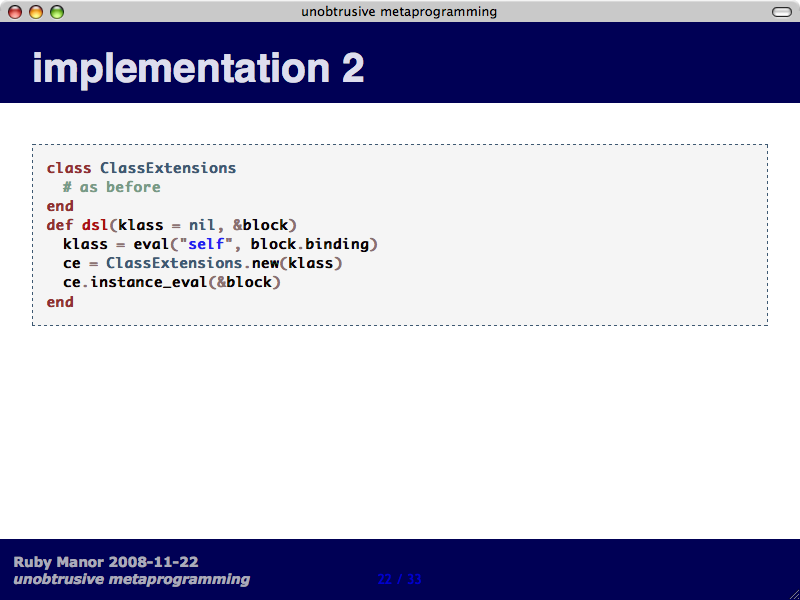 unobtrusive metaprogramming
implementation 2
class ClassExtensions
  # as before
end
def dsl(klass = nil, &block)
  klass = eval("self", block.binding)
  ce = ClassExtensions.new(klass)
  ce.instance_eval(&block)
end
Ruby Manor 2008-11-22
unobtrusive metaprogramming
22 / 33